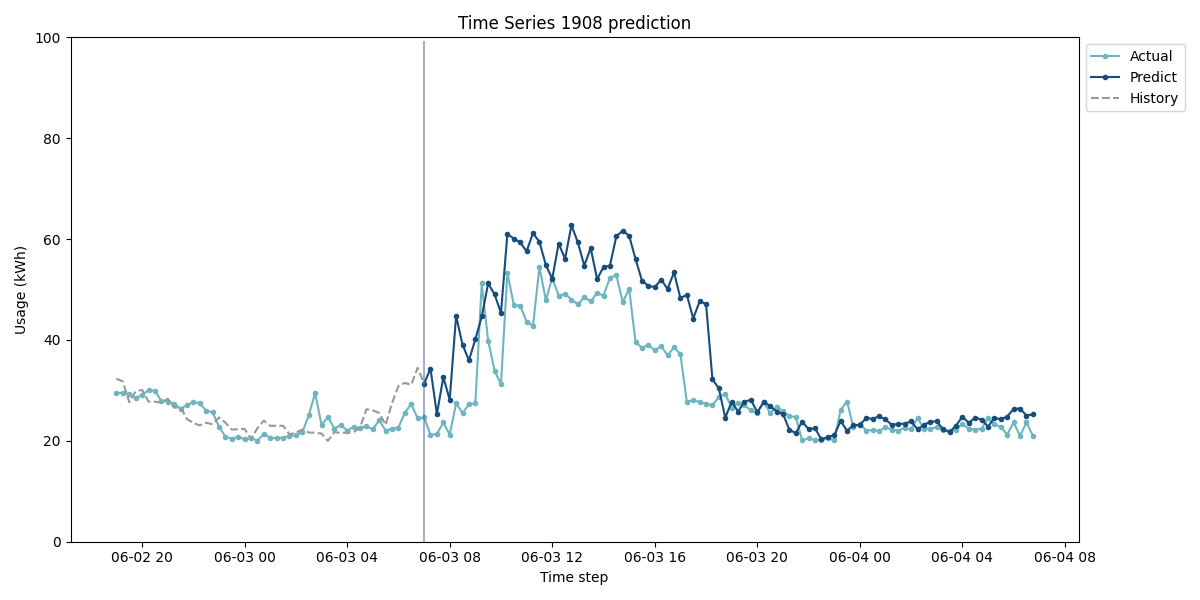 Time Series 1908 prediction
100
80
60
40
20
0
Usage (kWh)
06-02 20
06-03 00
06-03 04
06-03 08
06-03 12
06-03 16
06-03 20
06-04 00
06-04 04
06-04 08
Time step
Actual
Predict
History